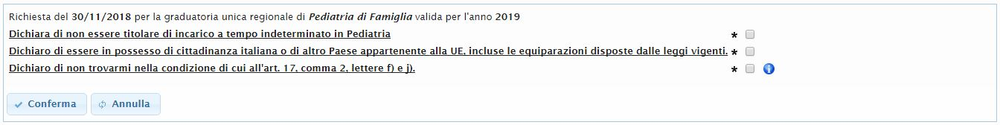 Richiesta del 30/11/2018 per la graduatoria unica regionale di Pediatria di Famiglia valida per l'anno 2019
Dichiara di non essere titolare di incarico a tempo indeterminato in Pediatria *
Dichiaro di essere in possesso di cittadinanza italiana o di altro Paese appartenente alla UE, incluse le equiparazioni disposte dalle leggi vigenti. *
Dichiaro di non trovarmi nella condizione di cui all'art. 17, comma 2, lettere f) e j). *
Conferma Annulla